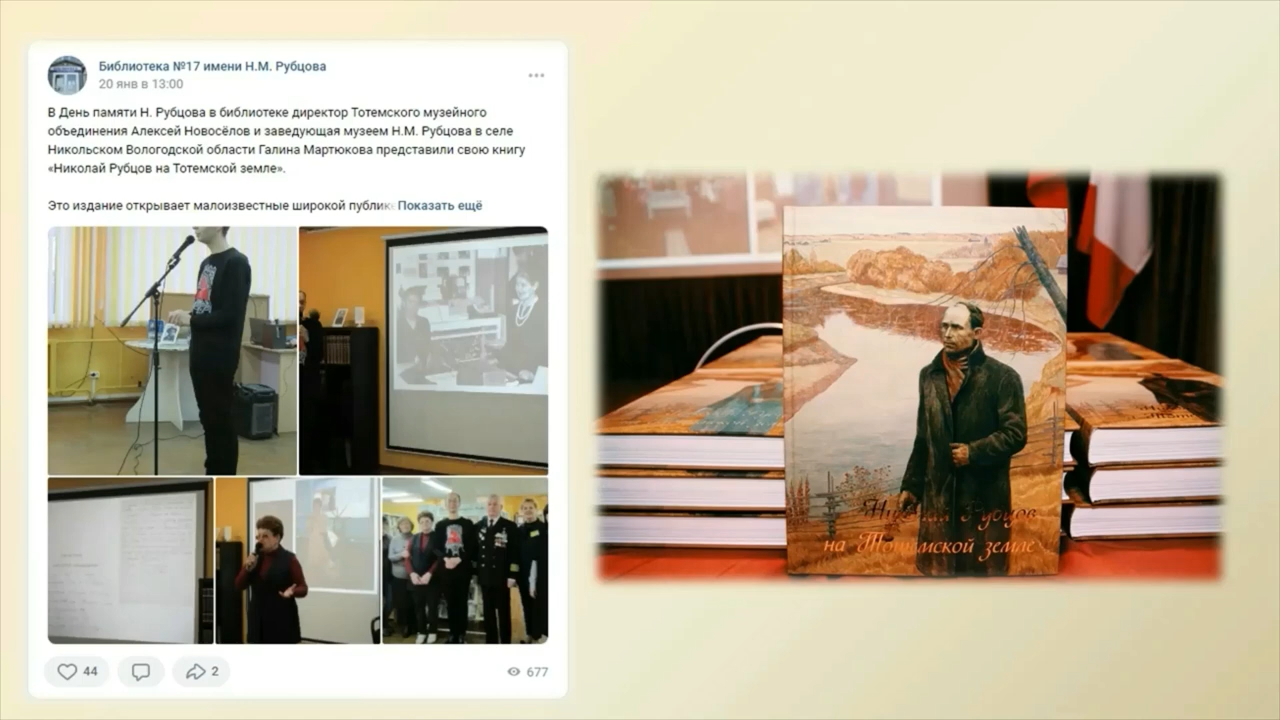 Библиотека №17 имени Н.М. Рубцова
20 янв в 13:00
В День памяти Н. Рубцова в библиотеке директор Тотемского музейного
объединения Алексей Новосёлов и заведующая музеем Н.М. Рубцова в селе
Никольском Вологодской области Галина Мартюкова представили свою книгу
«Николай Рубцов на Тотемской земле».
Это издание открывает малоизвестные широкой публике Показать ещё
44
2
677
Николай Рубцов
на Тотемской земле